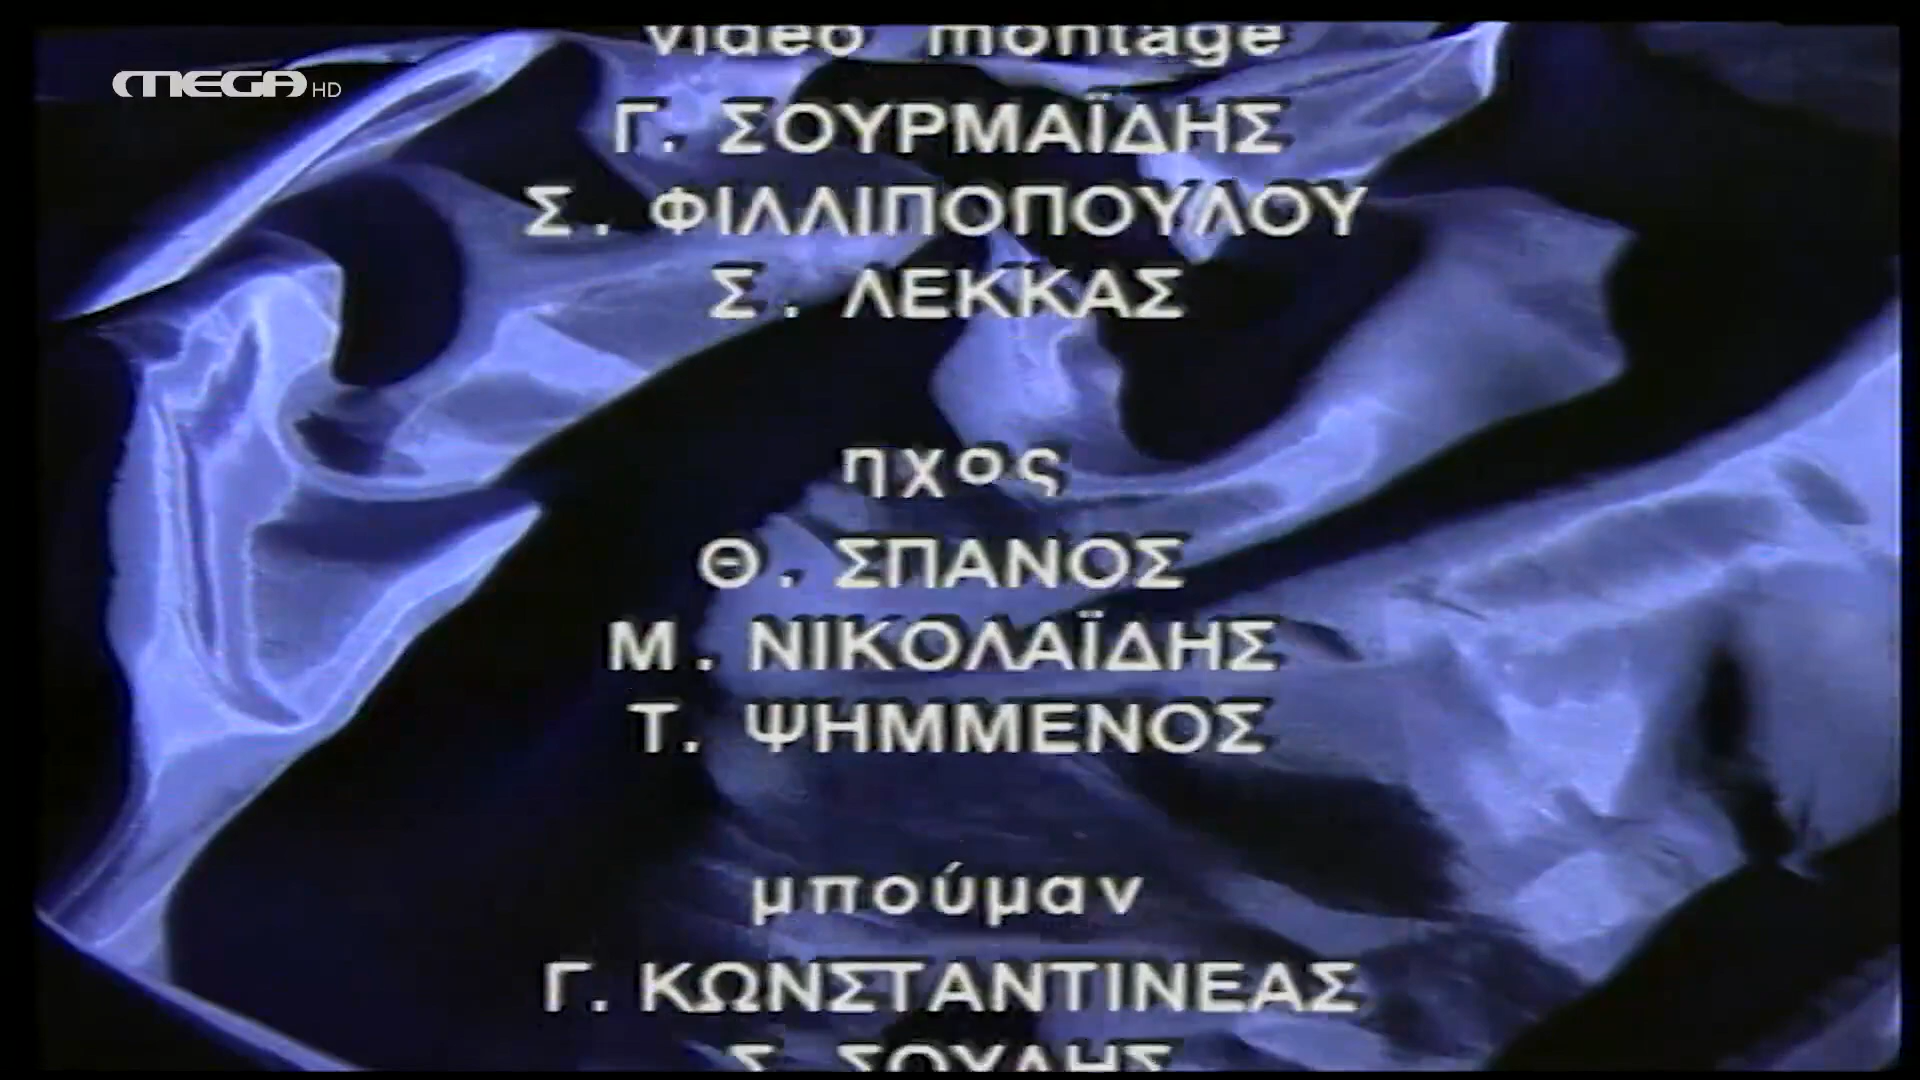 video montage
MEGA HD
Γ. ΣΟΥΡΜΑΪΔΗΣ
Σ. ΦΙΛΛΙΠΟΠΟΥΛΟΥ
Σ. ΛΕΚΚΑΣ
ηχος
Θ. ΣΠΑΝΟΣ
Μ. ΝΙΚΟΛΑΪΔΗΣ
Τ. ΨΗΜΜΕΝΟΣ
μπούμαν
Γ. ΚΩΝΣΤΑΝΤΙΝΕΑΣ
Σ.